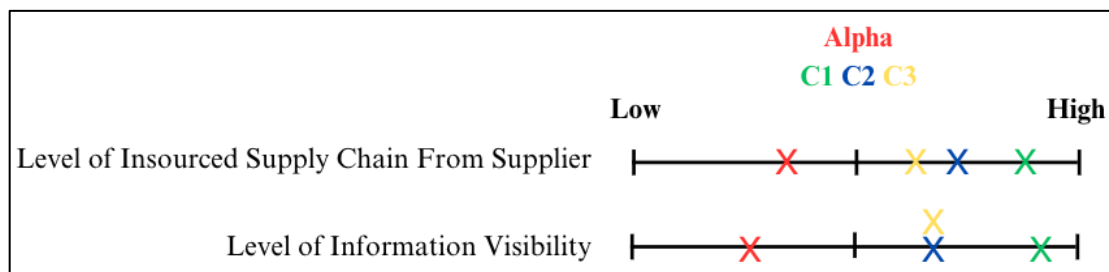 Alpha
C1 C2 C3
Low High
Level of Insourced Supply Chain From Supplier
Level of Information Visibility